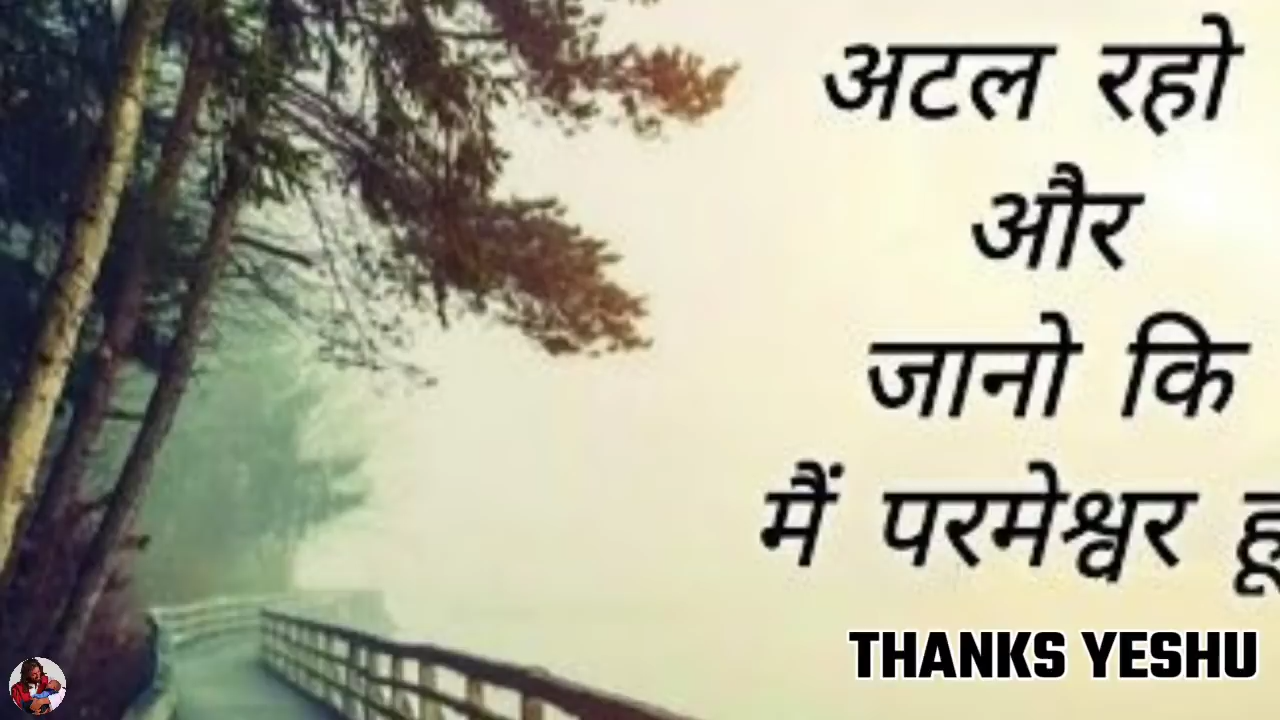 अटल रहो
और
जानो कि
मैं परमेश्वर
THANKS YESHU